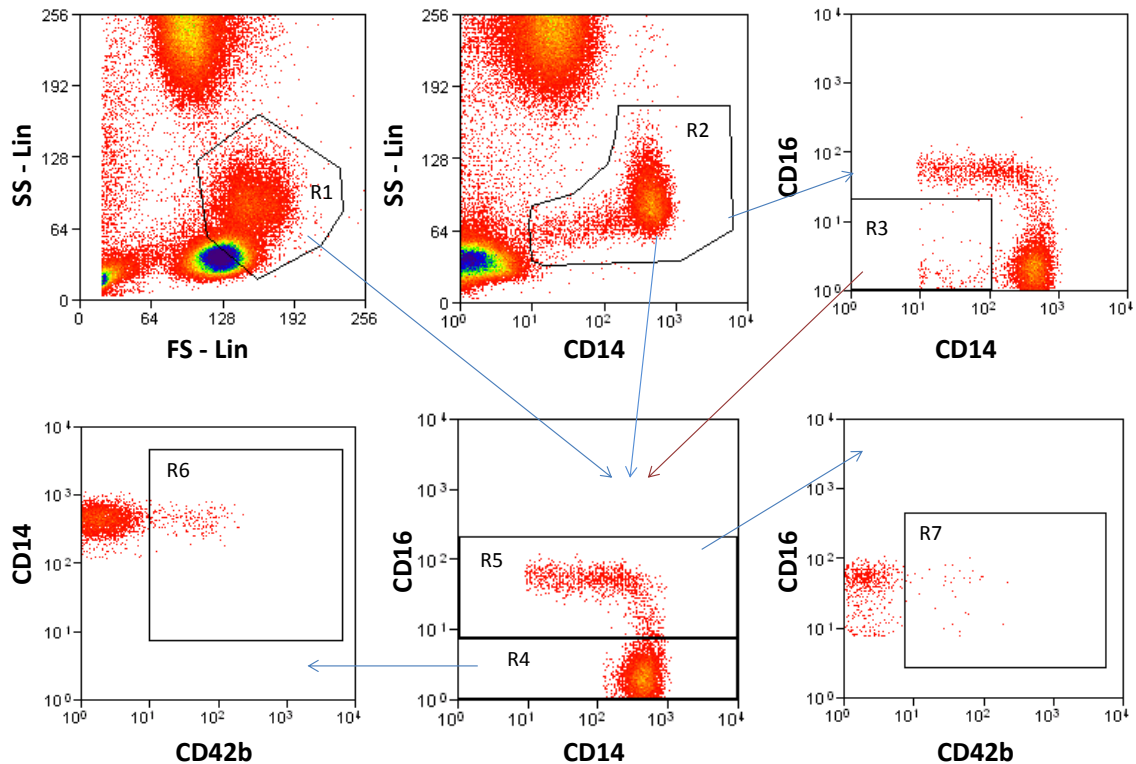 256
192
128
64
0
SS - Lin
R1
0 64 128 192 256
FS - Lin
256
192
128
64
0
SS - Lin
R2
10⁰ 10¹ 10² 10³ 10⁴
CD14
10⁴
10³
10²
10¹
10⁰
CD16
R3
10⁰ 10¹ 10² 10³ 10⁴
CD14
10⁴
10³
10²
10¹
10⁰
CD14
R6
10⁰ 10¹ 10² 10³ 10⁴
CD42b
10⁴
10³
10²
10¹
10⁰
CD16
R5
R4
10⁰ 10¹ 10² 10³ 10⁴
CD14
10⁴
10³
10²
10¹
10⁰
CD16
R7
10⁰ 10¹ 10² 10³ 10⁴
CD42b